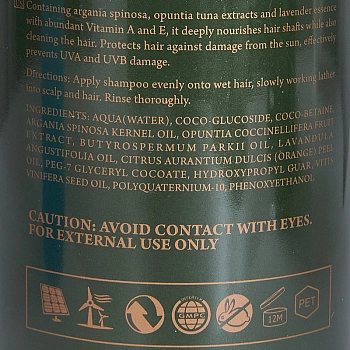 Containing argania spinosa, opuntia tuna extracts and lavender essence
with abundant Vitamin A and E, it deeply nourishes hair shafts while also
cleaning the hair. Protects hair against damage from the sun, effectively
prevents UVA and UVB damage.
Directions: Apply shampoo evenly onto wet hair, slowly working lather
into scalp and hair. Rinse thoroughly.
INGREDIENTS: AQUA(WATER), COCO-GLUCOSIDE, COCO-BETAINE,
ARGANIA SPINOSA KERNEL OIL, OPUNTIA COCCINELLIFERA FRUIT
EXTRACT, BUTYROSPERMUM PARKII OIL, LAVANDULA
ANGUSTIFOLIA OIL, CITRUS AURANTIUM DULCIS (ORANGE) PEEL
OIL, PEG-7 GLYCERYL COCOATE, HYDROXYPROPYL GUAR, VITIS
VINIFERA SEED OIL, POLYQUATERNIUM-10, PHENOXYETHANOL
CAUTION: AVOID CONTACT WITH EYES.
FOR EXTERNAL USE ONLY
GMPC
12M
PET